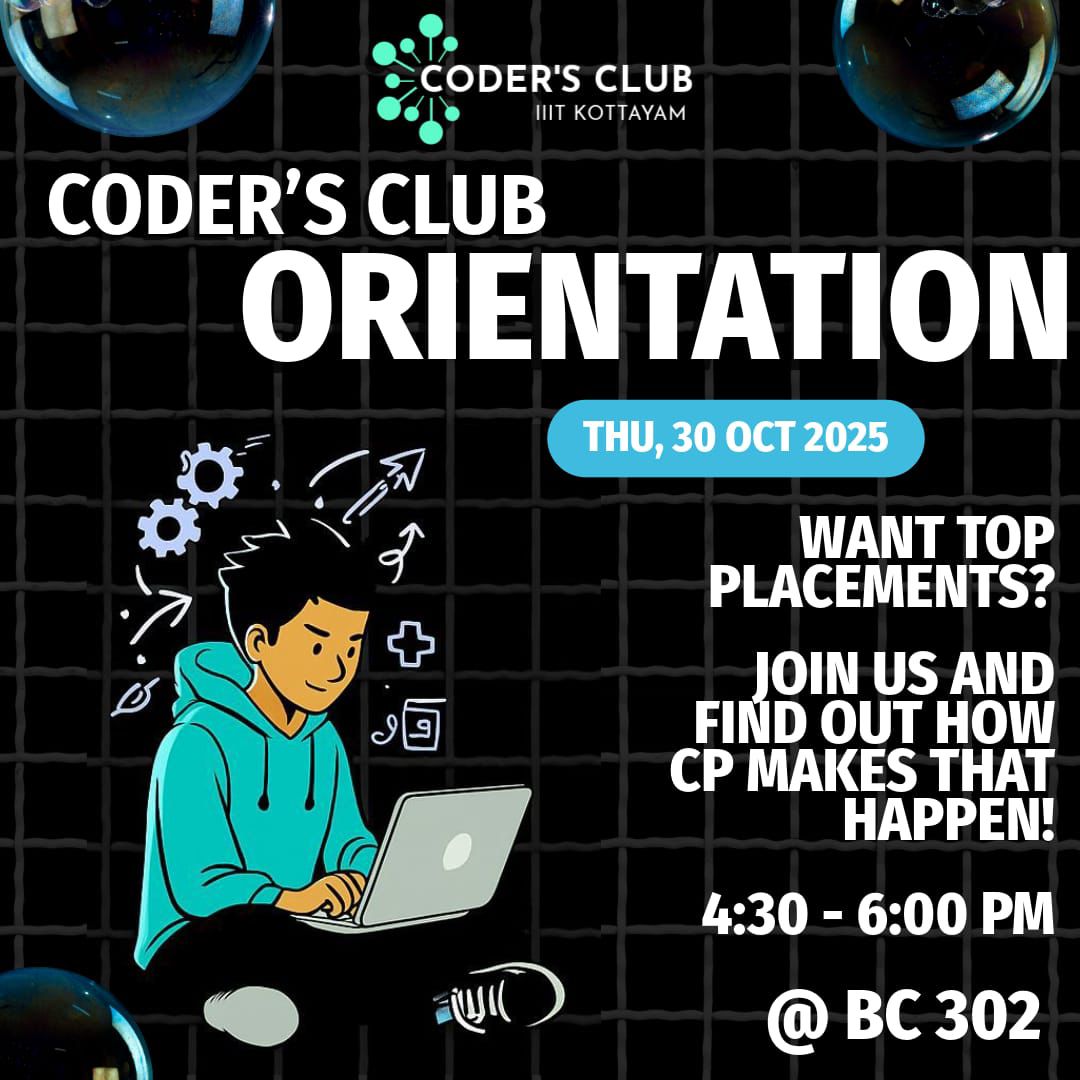 CODER'S CLUB
IIIT KOTTAYAM
CODER’S CLUB
ORIENTATION
THU, 30 OCT 2025
WANT TOP
PLACEMENTS?
JOIN US AND
FIND OUT HOW
CP MAKES THAT
HAPPEN!
4:30 - 6:00 PM
@ BC 302